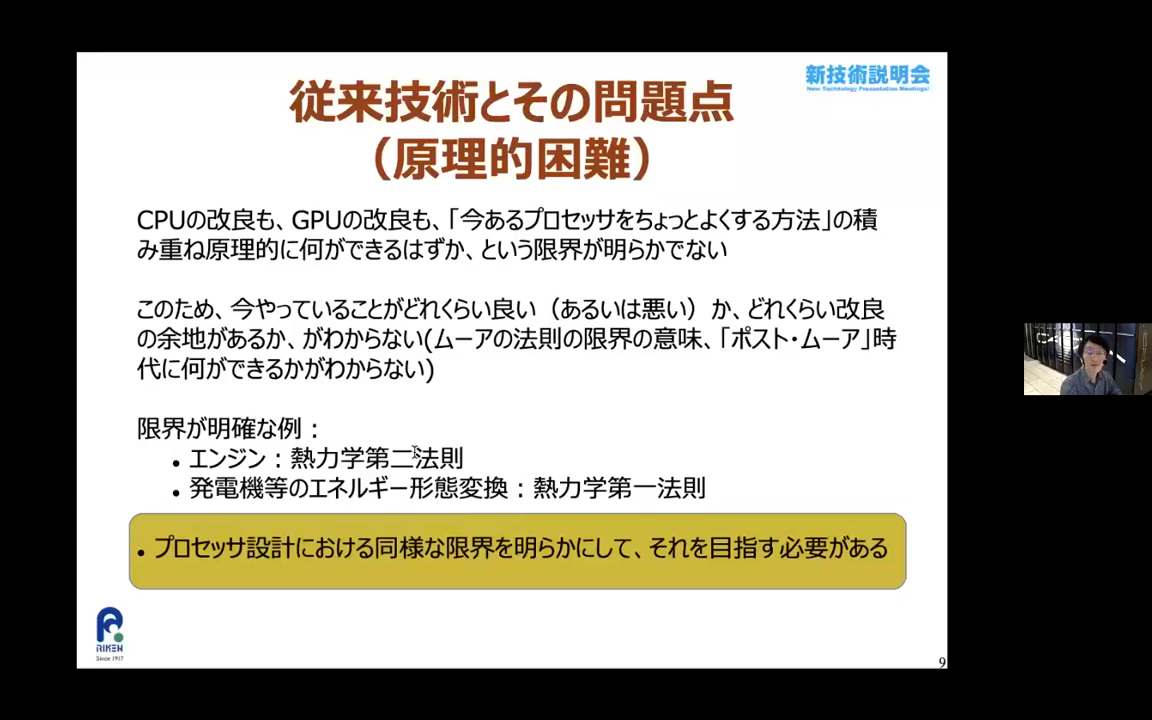 新技術説明会
New Technology Presentation Meetings!
従来技術とその問題点
（原理的困難）
CPUの改良も、GPUの改良も、「今あるプロセッサをちょっとよくする方法」の積
み重ね原理的に何ができるはずか、という限界が明らかでない
このため、今やっていることがどれくらい良い（あるいは悪い）か、どれくらい改良
の余地があるか、がわからない(ムーアの法則の限界の意味、「ポスト・ムーア」時
代に何ができるかがわからない)
限界が明確な例：
• エンジン：熱力学第二法則
• 発電機等のエネルギー形態変換：熱力学第一法則
• プロセッサ設計における同様な限界を明らかにして、それを目指す必要がある
RIKEN
Since 1917
9